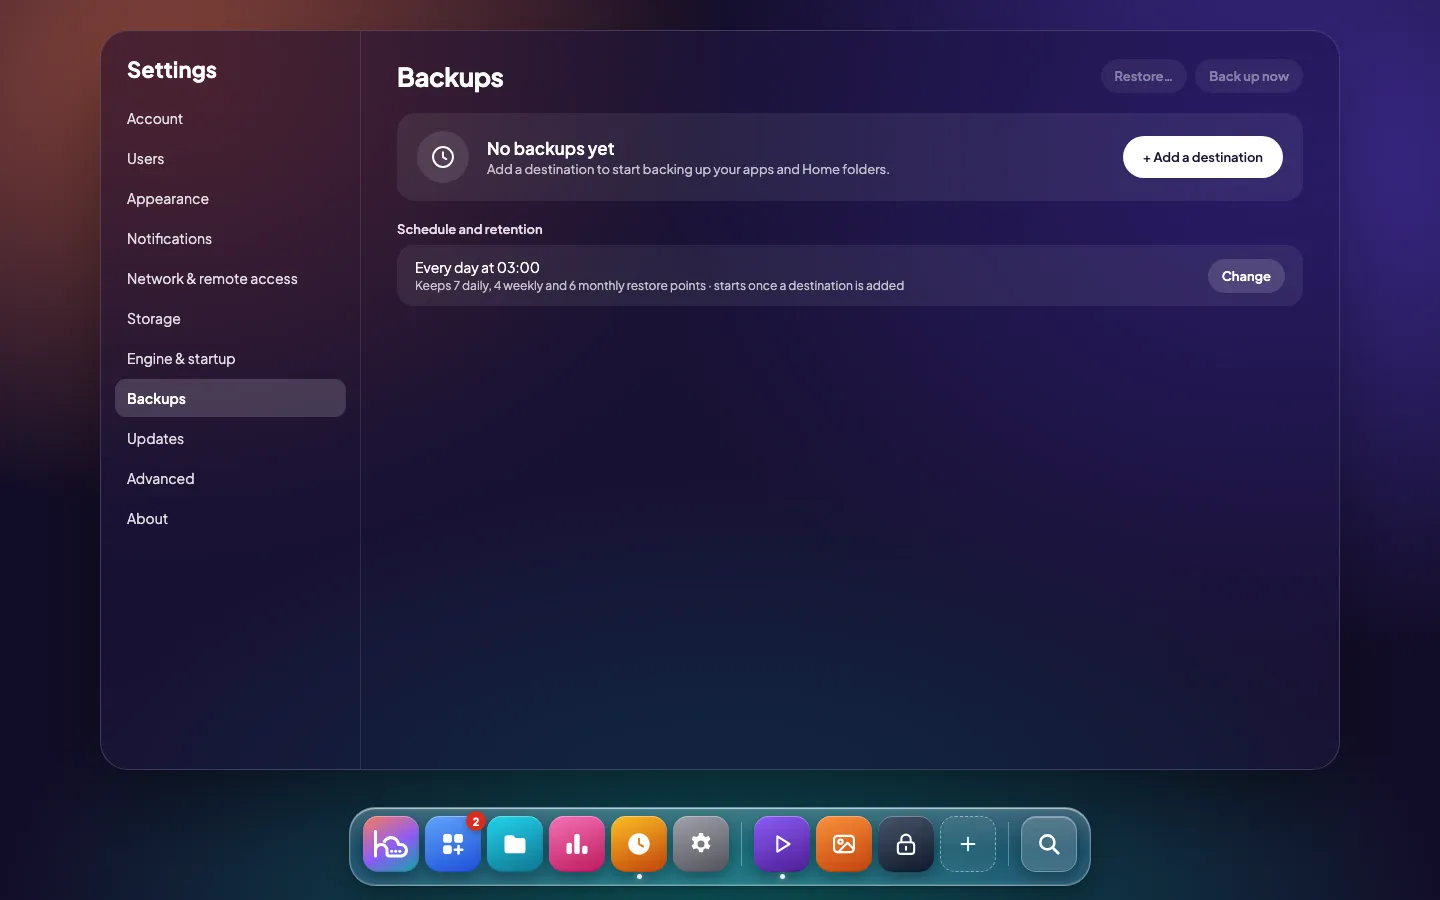 Settings
Account
Users
Appearance
Notifications
Network & remote access
Storage
Engine & startup
Backups
Updates
Advanced
About
Backups
Restore…
Back up now
No backups yet
Add a destination to start backing up your apps and Home folders.
+ Add a destination
Schedule and retention
Every day at 03:00
Keeps 7 daily, 4 weekly and 6 monthly restore points · starts once a destination is added
Change
2